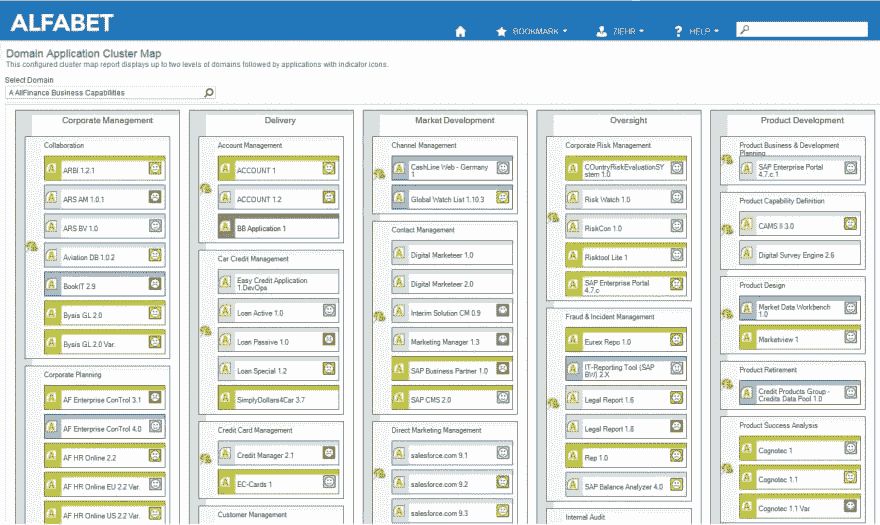 ALFABET
BOOKMARK
ZIEHR
HELP
Domain Application Cluster Map
This configured cluster map report displays up to two levels of domains followed by applications with indicator icons.
Select Domain
A AllFinance Business Capabilities
Corporate Management
Collaboration
ARBI 1.2.1
ARS AM 1.0.1
ARS BV 1.0
Aviation DB 1.0.2
BookIT 2.9
Bysis GL 2.0
Bysis GL 2.0 Var.
Corporate Planning
AF Enterprise ConTrol 3.1
AF Enterprise ConTrol 4.0
AF HR Online 2.2
AF HR Online EU 2.2 Var.
AF HR Online US 2.2 Var.
Delivery
Account Management
ACCOUNT 1
ACCOUNT 1.2
BB Application 1
Car Credit Management
Easy Credit Application
1.DevOps
Loan Active 1.0
Loan Passive 1.0
Loan Special 1.2
SimplyDollars4Car 3.7
Credit Card Management
Credit Manager 2.1
EC-Cards 1
Customer Management
Market Development
Channel Management
CashLine Web - Germany
1
Global Watch List 1.10.3
Contact Management
Digital Marketeer 1.0
Digital Marketeer 2.0
Interim Solution CM 0.9
Marketing Manager 1.3
SAP Business Partner 1.0
SAP CMS 2.0
Direct Marketing Management
salesforce.com 9.1
salesforce.com 9.2
salesforce.com 9.3
Oversight
Corporate Risk Management
COuntryRiskEvaluationSY
stem 1.0
Risk Watch 1.0
RiskCon 1.0
Risktool Lite 1
SAP Enterprise Portal
4.7.c
Fraud & Incident Management
Eurex Repo 1.0
IT-Reporting Tool (SAP
BW) 2.X
Legal Report 1.6
Legal Report 1.8
Rep 1.0
SAP Balance Analyzer 4.0
Internal Audit
Product Development
Product Business & Development
Planning
SAP Enterprise Portal
4.7.c.1
Product Capability Definition
CAMS II 3.0
Digital Survey Engine 2.6
Product Design
Market Data Workbench
1.0
Marketview 1
Product Retirement
Credit Products Group -
Credita Data Pool 1.0
Product Success Analysis
Cognotec 1
Cognotec 1.1
Cognotec 1.1 Var